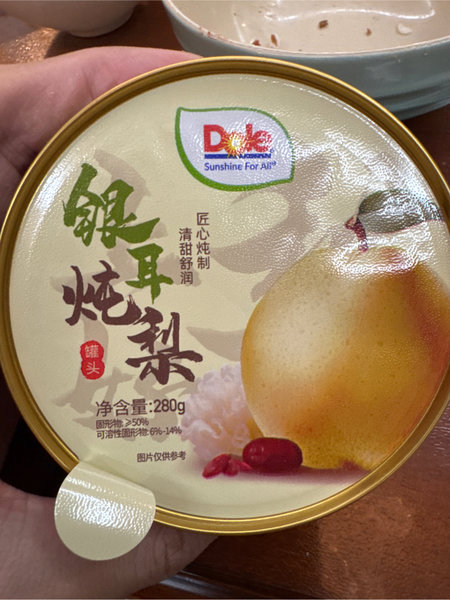 Dole
Sunshine For All®
银耳
炖梨
罐头
匠心炖制
清甜舒润
净含量:280g
固形物: ≥50%
可溶性固形物: 6%-14%
图片仅供参考